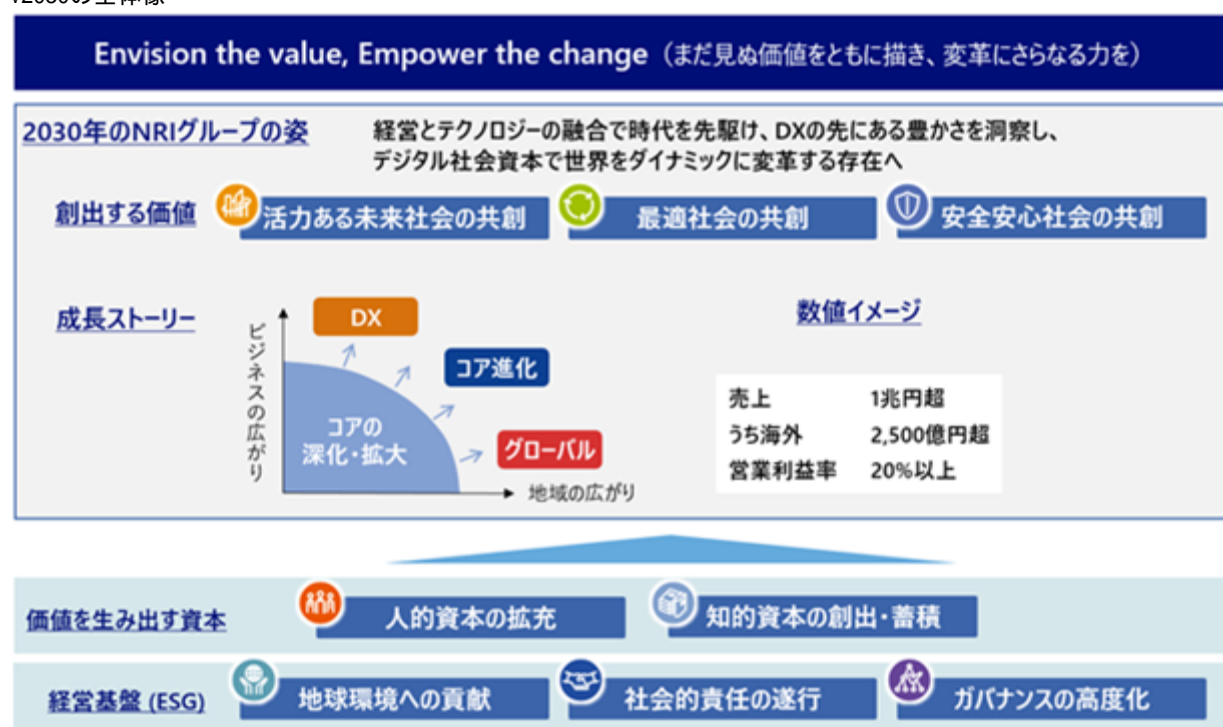 Envision the value, Empower the change（まだ見ぬ価値をともに描き、変革にさらなる力を）
2030年のNRIグループの姿
経営とテクノロジーの融合で時代を先駆け、DXの先にある豊かさを洞察し、
デジタル社会資本で世界をダイナミックに変革する存在へ
創出する価値
活力ある未来社会の共創
最適社会の共創
安全安心社会の共創
成長ストーリー
ビジネスの広がり
DX
コア進化
コアの
深化・拡大
グローバル
地域の広がり
数値イメージ
売上 1兆円超
うち海外 2,500億円超
営業利益率 20%以上
価値を生み出す資本
人的資本の拡充
知的資本の創出・蓄積
経営基盤 (ESG)
地球環境への貢献
社会的責任の遂行
ガバナンスの高度化